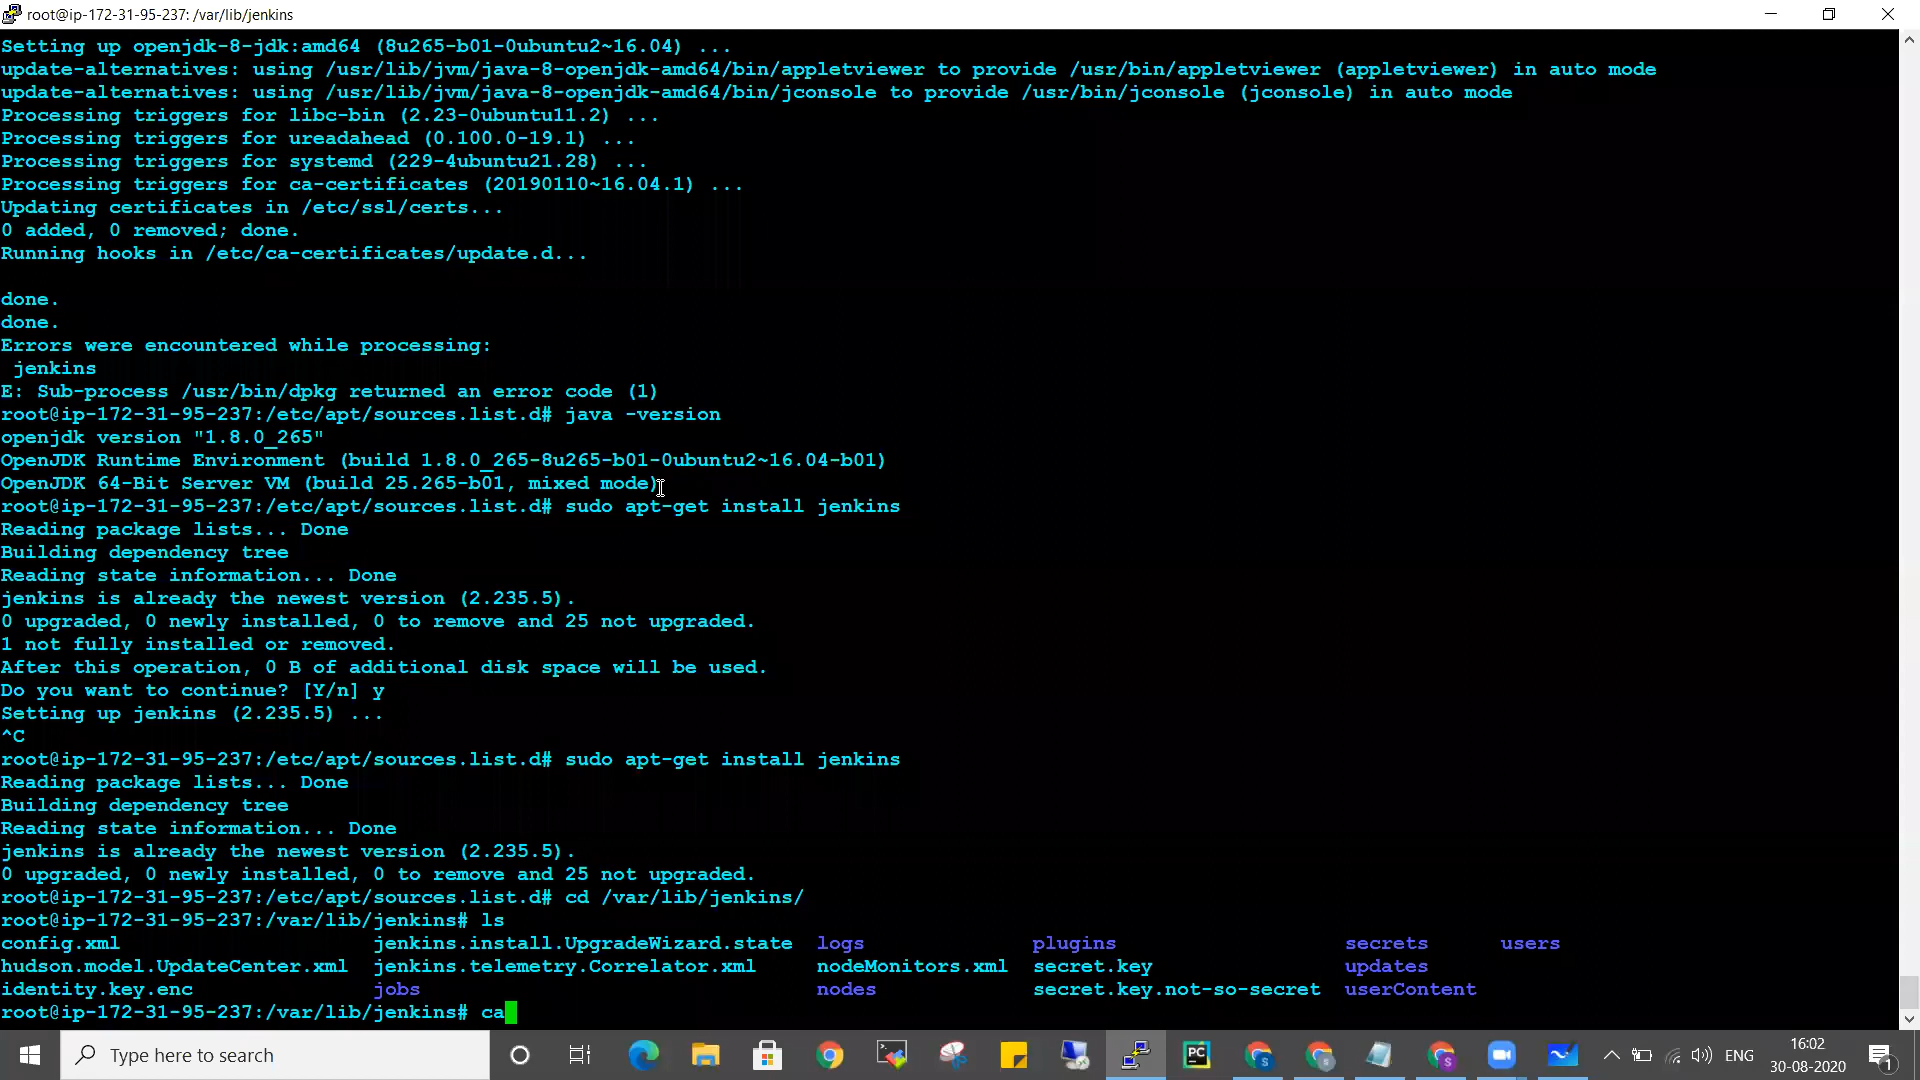 root@ip-172-31-95-237: /var/lib/jenkins
Setting up openjdk-8-jdk:amd64 (8u265-b01-0ubuntu2~16.04) ...
update-alternatives: using /usr/lib/jvm/java-8-openjdk-amd64/bin/appletviewer to provide /usr/bin/appletviewer (appletviewer) in auto mode
update-alternatives: using /usr/lib/jvm/java-8-openjdk-amd64/bin/jconsole to provide /usr/bin/jconsole (jconsole) in auto mode
Processing triggers for libc-bin (2.23-0ubuntu11.2) ...
Processing triggers for ureadahead (0.100.0-19.1) ...
Processing triggers for systemd (229-4ubuntu21.28) ...
Processing triggers for ca-certificates (20190110~16.04.1) ...
Updating certificates in /etc/ssl/certs...
0 added, 0 removed; done.
Running hooks in /etc/ca-certificates/update.d...
done.
done.
Errors were encountered while processing:
jenkins
E: Sub-process /usr/bin/dpkg returned an error code (1)
root@ip-172-31-95-237:/etc/apt/sources.list.d# java -version
openjdk version "1.8.0_265"
OpenJDK Runtime Environment (build 1.8.0_265-8u265-b01-0ubuntu2~16.04-b01)
OpenJDK 64-Bit Server VM (build 25.265-b01, mixed mode)
root@ip-172-31-95-237:/etc/apt/sources.list.d# sudo apt-get install jenkins
Reading package lists... Done
Building dependency tree
Reading state information... Done
jenkins is already the newest version (2.235.5).
0 upgraded, 0 newly installed, 0 to remove and 25 not upgraded.
1 not fully installed or removed.
After this operation, 0 B of additional disk space will be used.
Do you want to continue? [Y/n] y
Setting up jenkins (2.235.5) ...
^C
root@ip-172-31-95-237:/etc/apt/sources.list.d# sudo apt-get install jenkins
Reading package lists... Done
Building dependency tree
Reading state information... Done
jenkins is already the newest version (2.235.5).
0 upgraded, 0 newly installed, 0 to remove and 25 not upgraded.
root@ip-172-31-95-237:/etc/apt/sources.list.d# cd /var/lib/jenkins/
root@ip-172-31-95-237:/var/lib/jenkins# ls
config.xml jenkins.install.UpgradeWizard.state logs plugins secrets users
hudson.model.UpdateCenter.xml jenkins.telemetry.Correlator.xml nodeMonitors.xml secret.key updates
identity.key.enc jobs nodes secret.key.not-so-secret userContent
root@ip-172-31-95-237:/var/lib/jenkins# ca
Type here to search
PC
S
S
ENG
16:02
30-08-2020
1